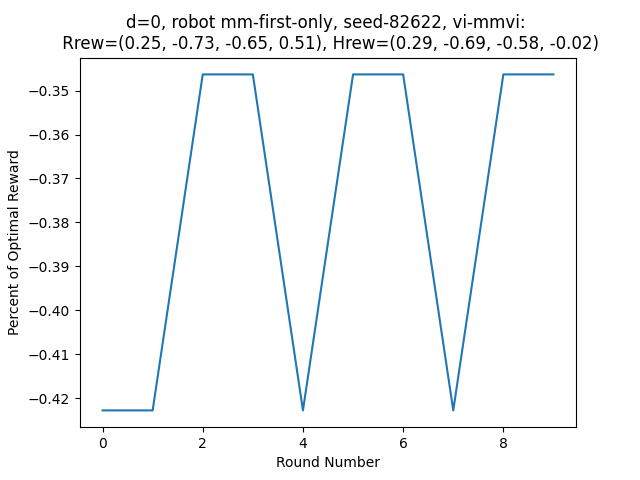 d=0, robot mm-first-only, seed-82622, vi-mmvi:
Rrew=(0.25, -0.73, -0.65, 0.51), Hrew=(0.29, -0.69, -0.58, -0.02)
Percent of Optimal Reward
−0.35
−0.36
−0.37
−0.38
−0.39
−0.40
−0.41
−0.42
0 2 4 6 8
Round Number